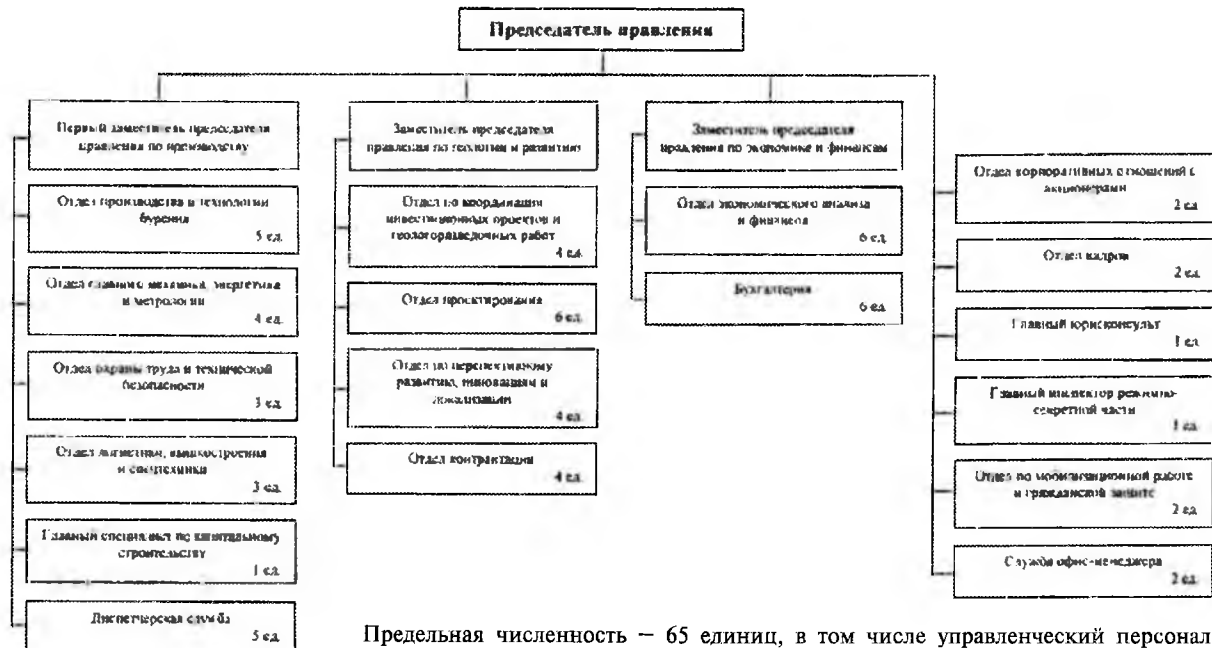 Председатель правления
Первый заместитель председателя
правления по производству
Отдел производства и технологии
бурения
5 ед.
Отдел главного механика, энергетика
и метрологии
4 ед.
Отдел охраны труда и технической
безопасности
3 ед.
Отдел логистики, вышкостроения
и спецтехники
3 ед.
Главный специалист по капитальному
строительству
1 ед.
Диспетчерская служба
5 ед.
Заместитель председателя
правления по геологии и развитию
Отдел по координации
инвестиционных проектов и
геологоразведочных работ
4 ед.
Отдел проектирования
6 ед.
Отдел по перспективному
развитию, инновациям и
локализации
4 ед.
Отдел контрактации
4 ед.
Заместитель председателя
правления по экономике и финансам
Отдел экономического анализа
и финансов
6 ед.
Бухгалтерия
6 ед.
Отдел корпоративных отношений с
акционерами
2 ед.
Отдел кадров
2 ед.
Главный юрисконсульт
1 ед.
Главный инспектор режимно-
секретной части
1 ед.
Отдел по мобилизационной работе
и гражданской защите
2 ед.
Служба офис-менеджера
2 ед.
Предельная численность – 65 единиц, в том числе управленческий персонал